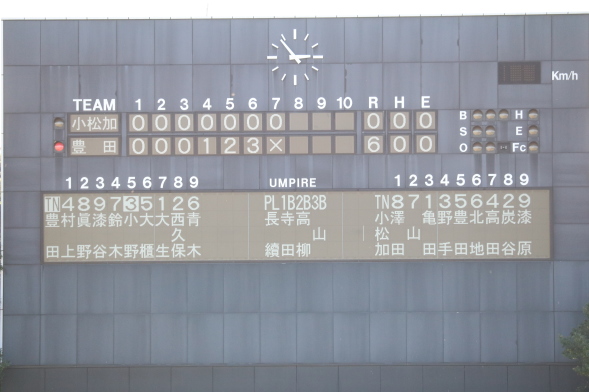 Km/h
TEAM 1 2 3 4 5 6 7 8 9 10 R H E
小松加 0 0 0 0 0 0 0 0 0 0
豊田 0 0 0 1 2 3 × 6 0 0
B H
S E
O Fc
1 2 3 4 5 6 7 8 9 UMPIRE 1 2 3 4 5 6 7 8 9
TN 4 8 9 7 3 5 1 2 6 PL 1B 2B 3B TN 8 7 1 3 5 6 4 2 9
豊村眞漆鈴小大大西青 長寺高 小澤亀野豊北高炭漆
久 山 松山
田上野谷木野櫃生保木 續田柳 加田田手田地田谷原